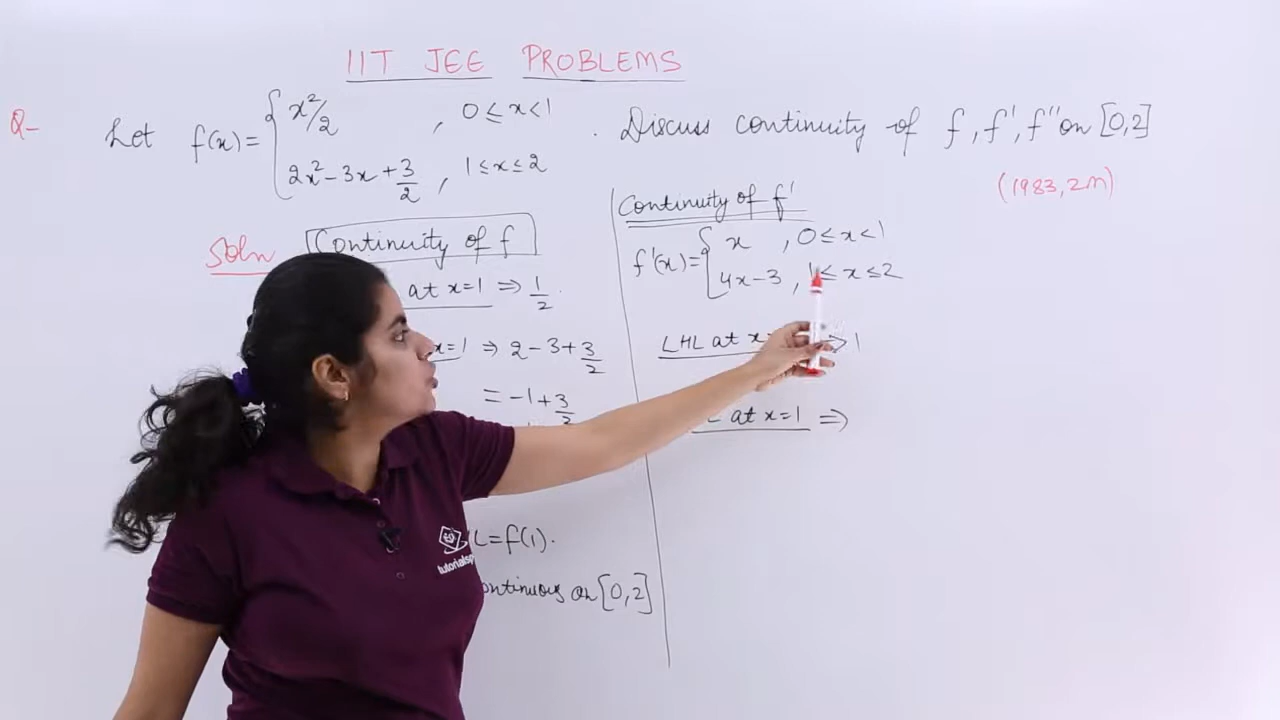 IIT JEE PROBLEMS
Q- Let f(x) = { x²/2 , 0 ≤ x < 1 . Discuss continuity of f, f', f'' on [0,2]
2x² - 3x + 3/2 , 1 ≤ x ≤ 2
(1983, 2M)
Soln Continuity of f
at x=1 ⇒ 1/2.
x=1 ⇒ 2 - 3 + 3/2
= -1 + 3/2
L = f(1).
continuous on [0,2]
Continuity of f'
f'(x) = { x , 0 ≤ x < 1
4x - 3 , 1 ≤ x ≤ 2
LHL at x ⇒ 1
L at x=1 ⇒
tutorialsp